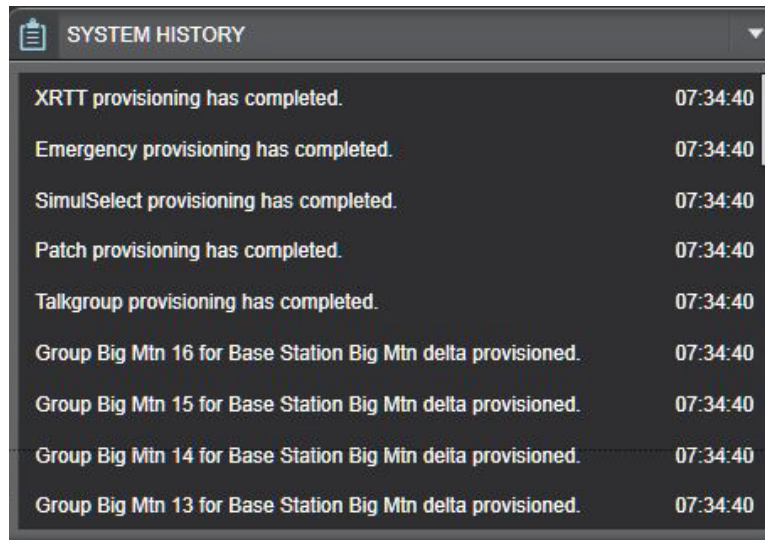 SYSTEM HISTORY
XRTT provisioning has completed. 07:34:40
Emergency provisioning has completed. 07:34:40
SimulSelect provisioning has completed. 07:34:40
Patch provisioning has completed. 07:34:40
Talkgroup provisioning has completed. 07:34:40
Group Big Mtn 16 for Base Station Big Mtn delta provisioned. 07:34:40
Group Big Mtn 15 for Base Station Big Mtn delta provisioned. 07:34:40
Group Big Mtn 14 for Base Station Big Mtn delta provisioned. 07:34:40
Group Big Mtn 13 for Base Station Big Mtn delta provisioned. 07:34:40